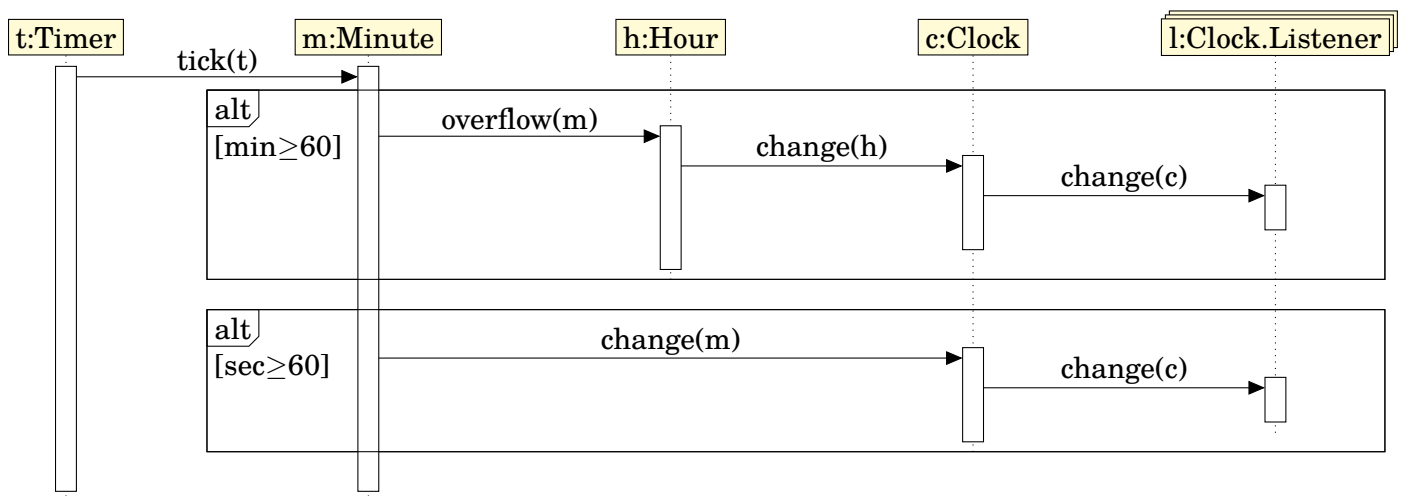 t:Timer
m:Minute
h:Hour
c:Clock
l:Clock.Listener
tick(t)
alt
[min≥60]
overflow(m)
change(h)
change(c)
alt
[sec≥60]
change(m)
change(c)